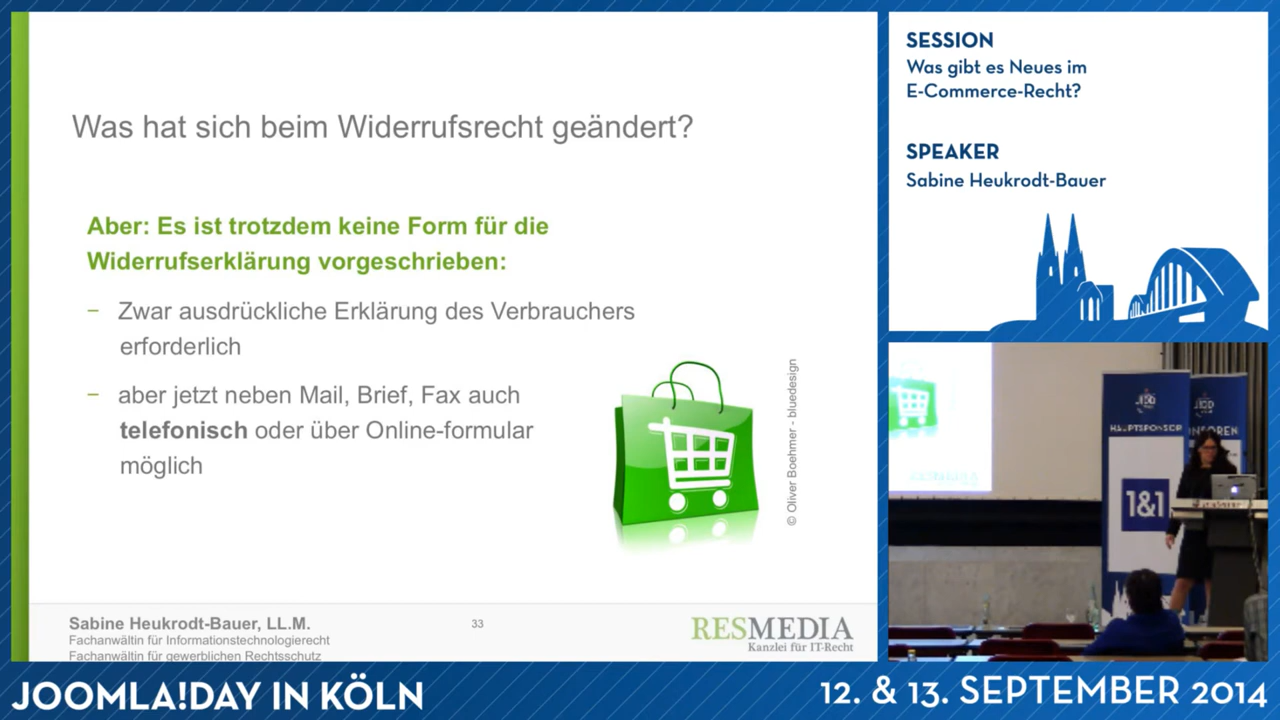 Was hat sich beim Widerrufsrecht geändert?
Aber: Es ist trotzdem keine Form für die
Widerrufserklärung vorgeschrieben:
– Zwar ausdrückliche Erklärung des Verbrauchers
erforderlich
– aber jetzt neben Mail, Brief, Fax auch
telefonisch oder über Online-formular
möglich
© Oliver Boehmer - bluedesign
Sabine Heukrodt-Bauer, LL.M.
Fachanwältin für Informationstechnologierecht
Fachanwältin für gewerblichen Rechtsschutz
33
RESMEDIA
Kanzlei für IT-Recht
SESSION
Was gibt es Neues im
E-Commerce-Recht?
SPEAKER
Sabine Heukrodt-Bauer
HAUPTSPONSOR
1&1
JOOMLA!DAY IN KÖLN
12. & 13. SEPTEMBER 2014